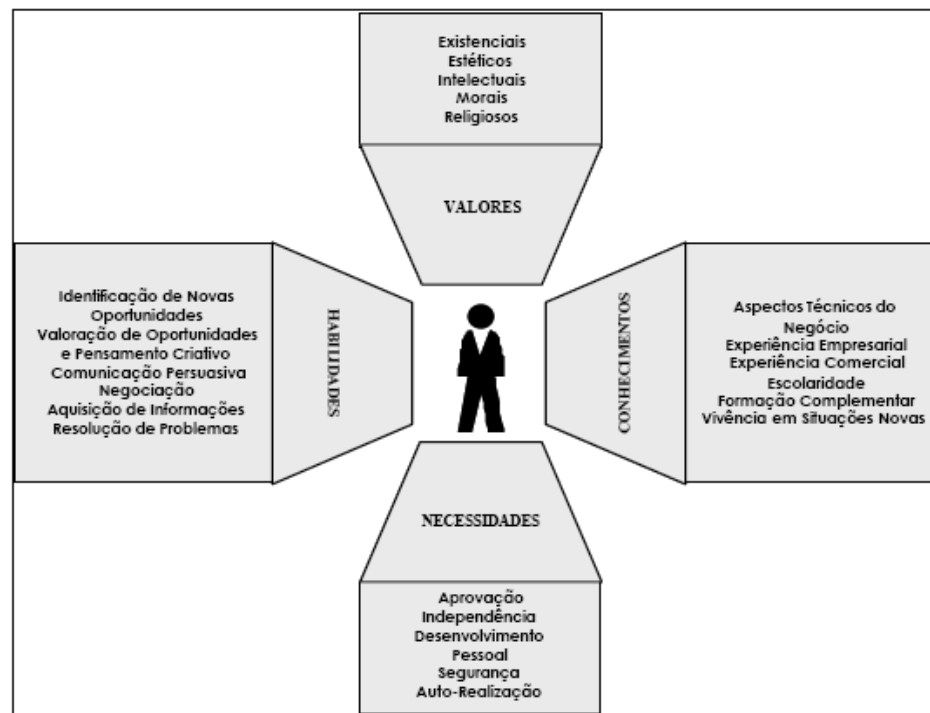 Existenciais
Estéticos
Intelectuais
Morais
Religiosos
VALORES
Identificação de Novas
Oportunidades
Valoração de Oportunidades
e Pensamento Criativo
Comunicação Persuasiva
Negociação
Aquisição de Informações
Resolução de Problemas
HABILIDADES
CONHECIMENTOS
Aspectos Técnicos do
Negócio
Experiência Empresarial
Experiência Comercial
Escolaridade
Formação Complementar
Vivência em Situações Novas
NECESSIDADES
Aprovação
Independência
Desenvolvimento
Pessoal
Segurança
Auto-Realização